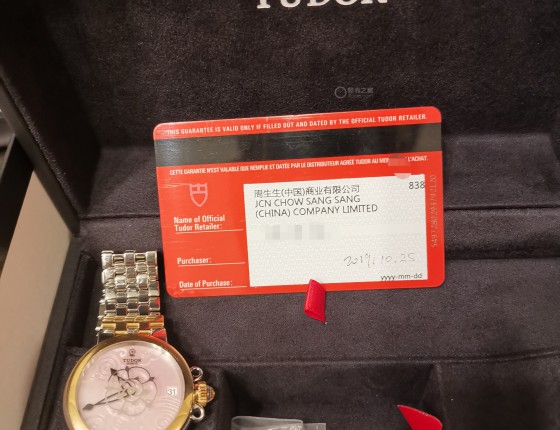 TUDOR
THIS GUARANTEE IS VALID ONLY IF FILLED OUT AND DATED BY THE OFFICIAL TUDOR RETAILER.
CETTE GARANTIE N'EST VALABLE QUE REMPLIE ET DATÉE PAR LE DISTRIBUTEUR AGRÉÉ TUDOR AU L'ACHAT.
周生生(中国)商业有限公司
838
JCN CHOW SANG SANG
(CHINA) COMPANY LIMITED
Name of Official
Tudor Retailer:
Purchaser:
2019/10.25
Date of Purchase:
yyyy-mm-dd
TUDOR
31